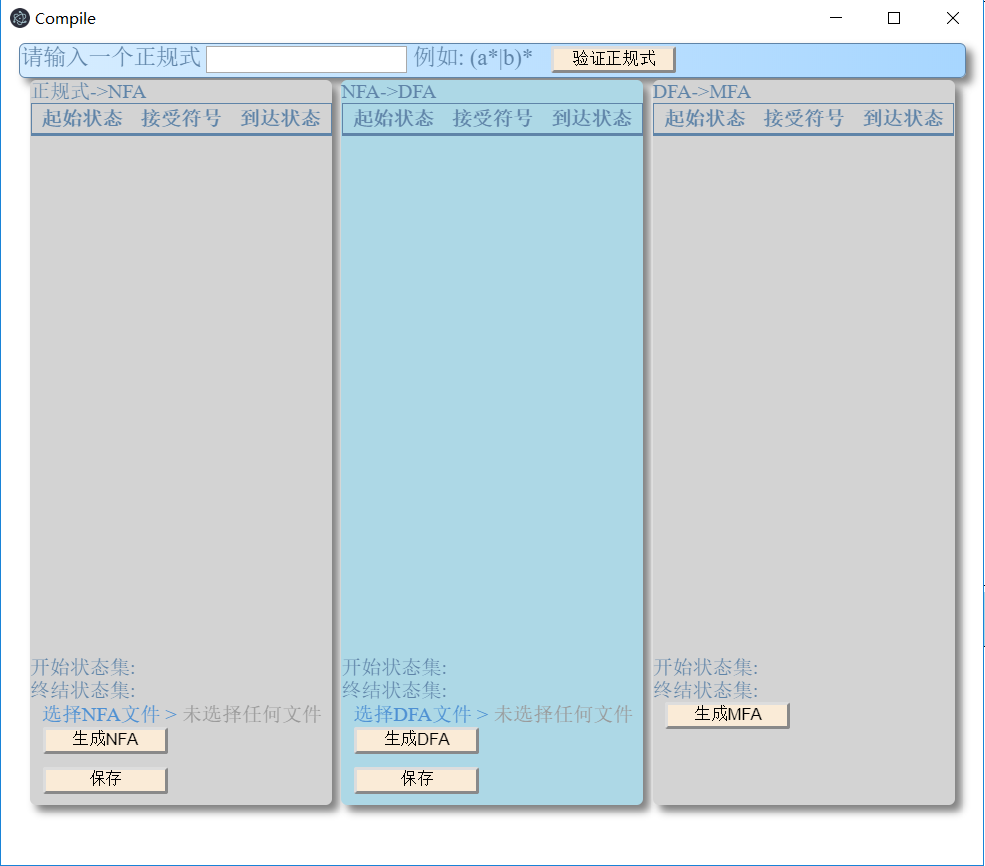 Compile
请输入一个正规式 例如: (a*|b)* 验证正规式
正规式->NFA
起始状态 接受符号 到达状态
开始状态集:
终结状态集:
选择NFA文件 > 未选择任何文件
生成NFA
保存
NFA->DFA
起始状态 接受符号 到达状态
开始状态集:
终结状态集:
选择DFA文件 > 未选择任何文件
生成DFA
保存
DFA->MFA
起始状态 接受符号 到达状态
开始状态集:
终结状态集:
生成MFA